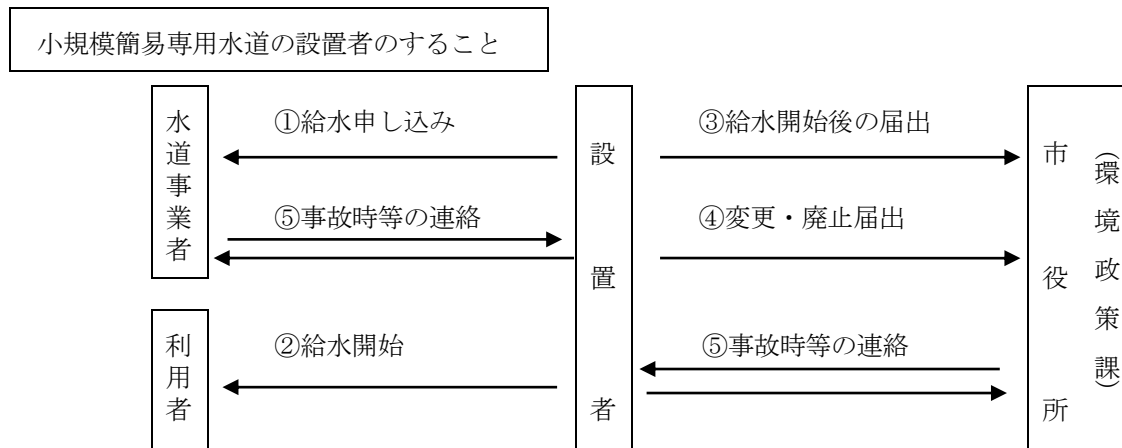 小規模簡易専用水道の設置者のすること
水道事業者
①給水申し込み
⑤事故時等の連絡
利用者
②給水開始
設置者
③給水開始後の届出
④変更・廃止届出
⑤事故時等の連絡
市役所
(環境政策課)